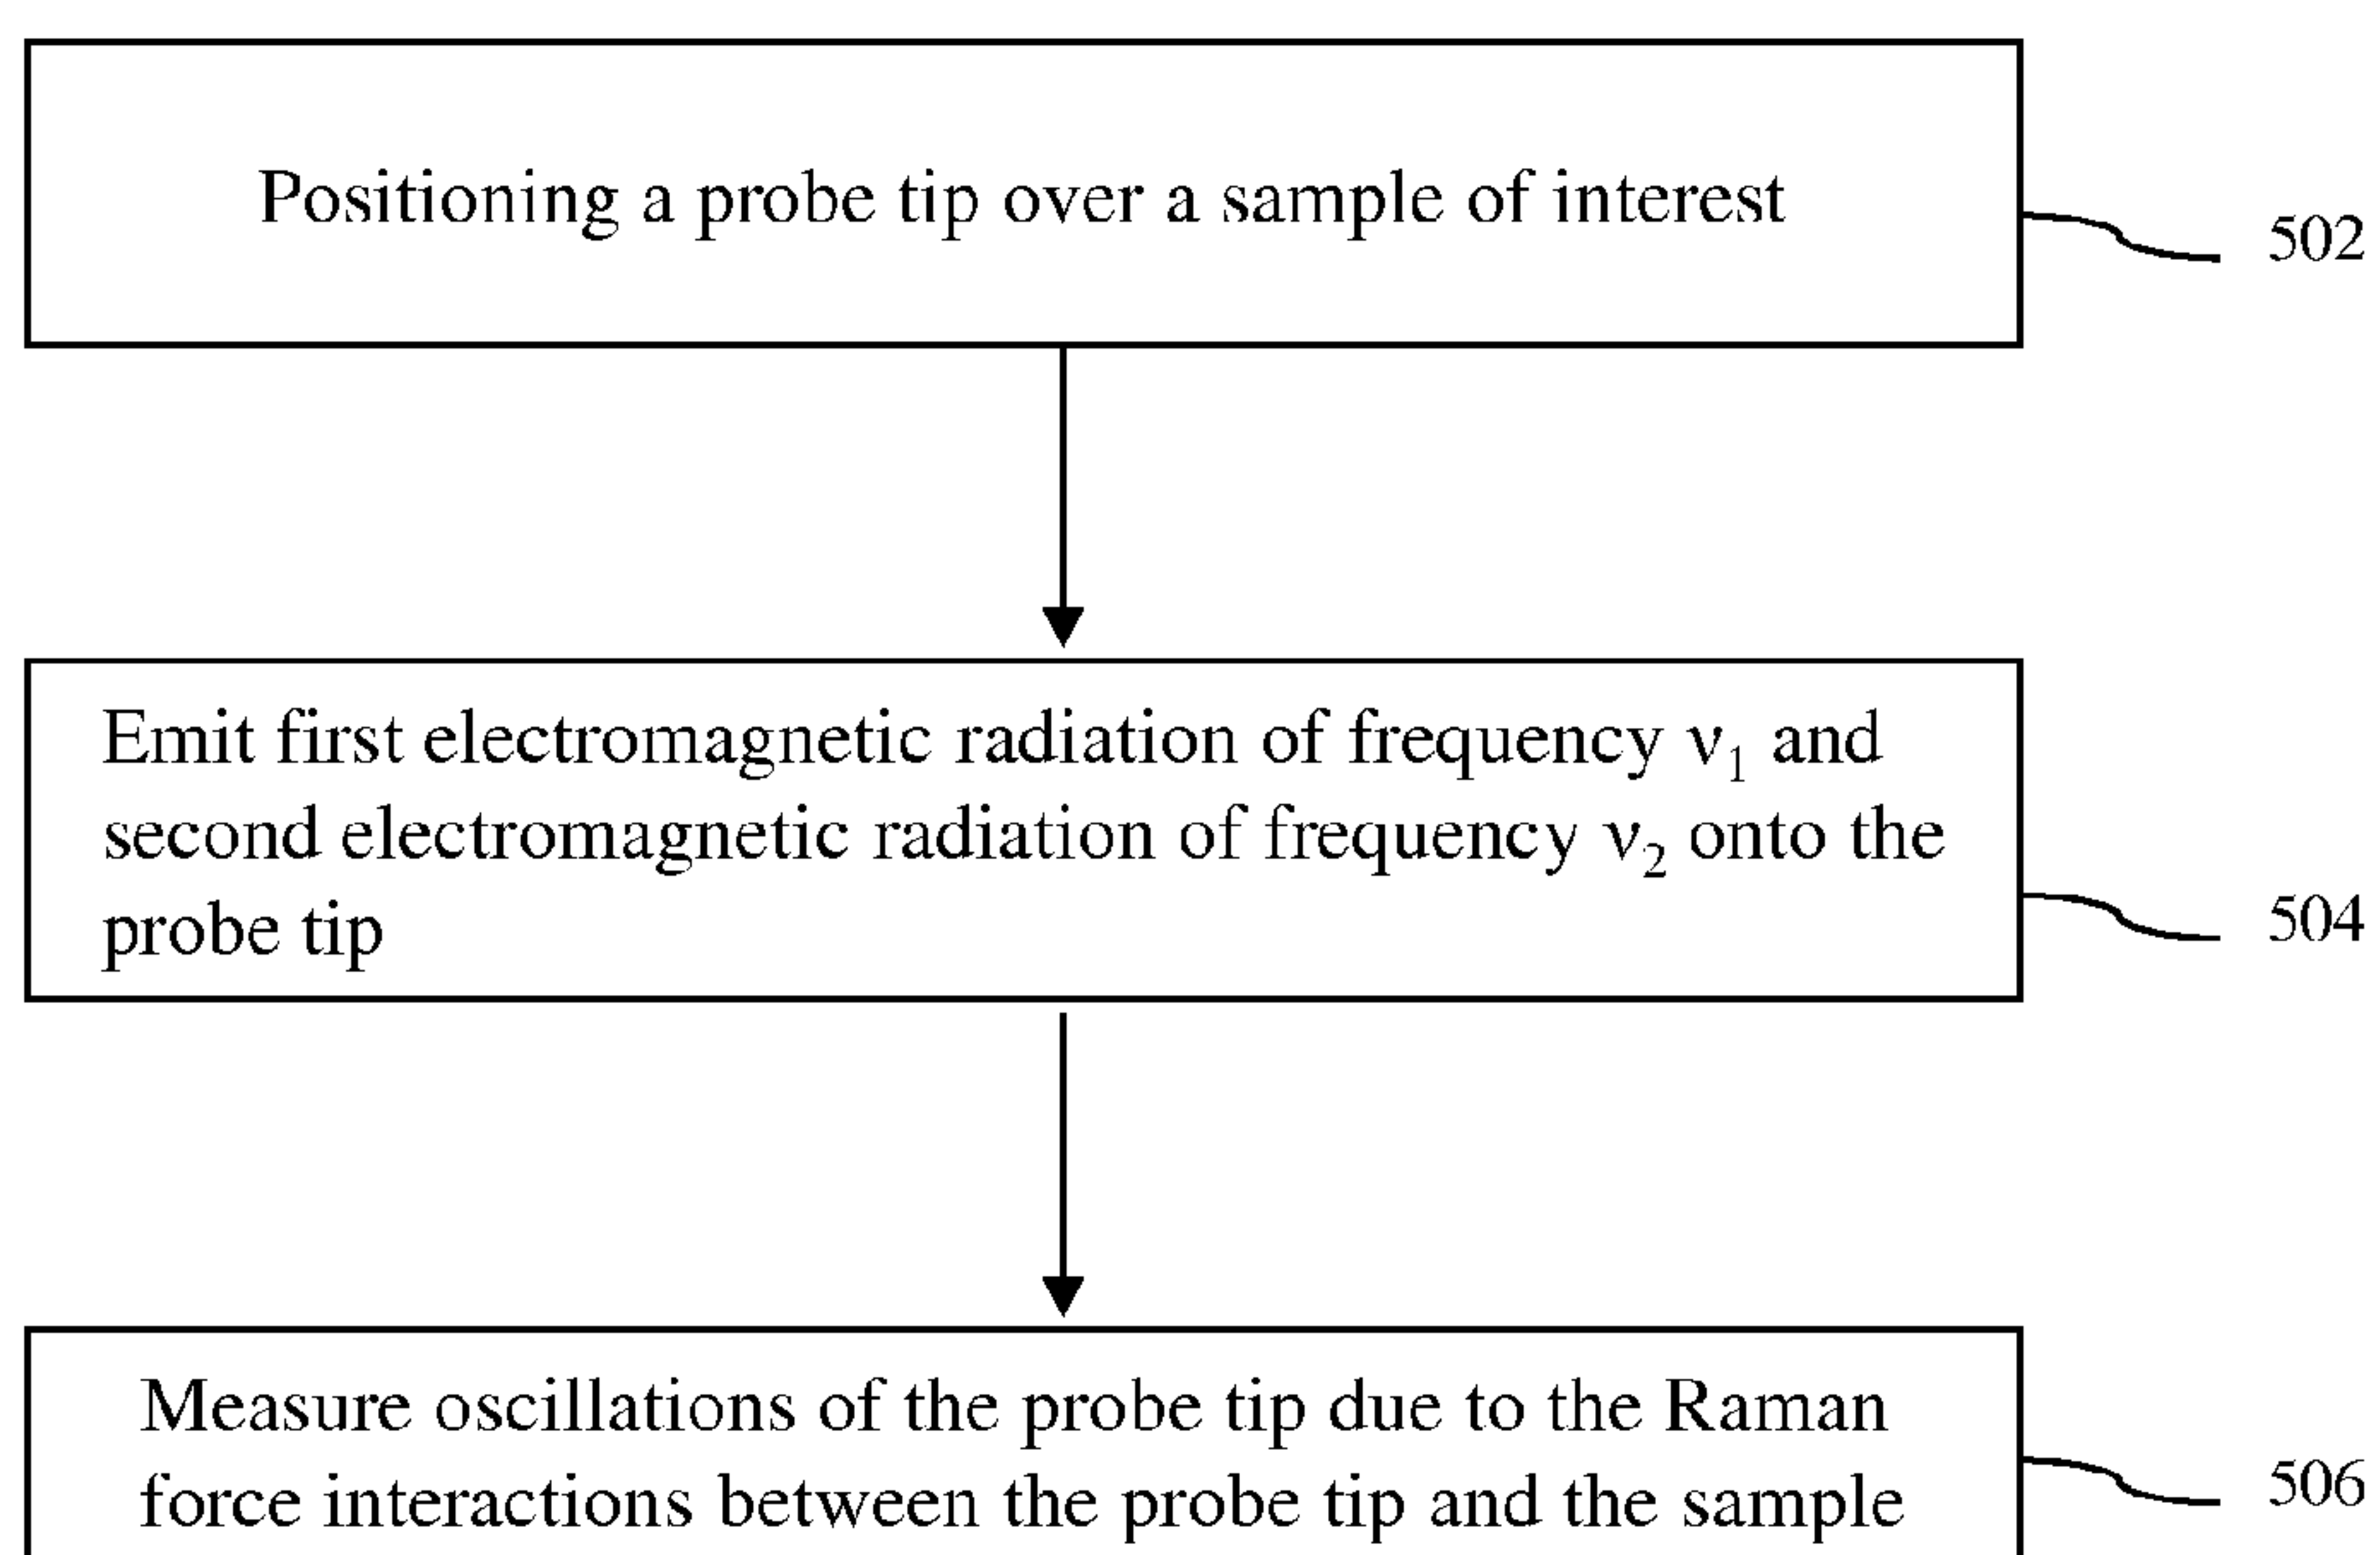 Positioning a probe tip over a sample of interest
502
Emit first electromagnetic radiation of frequency ν₁ and
second electromagnetic radiation of frequency ν₂ onto the
probe tip
504
Measure oscillations of the probe tip due to the Raman
force interactions between the probe tip and the sample
506